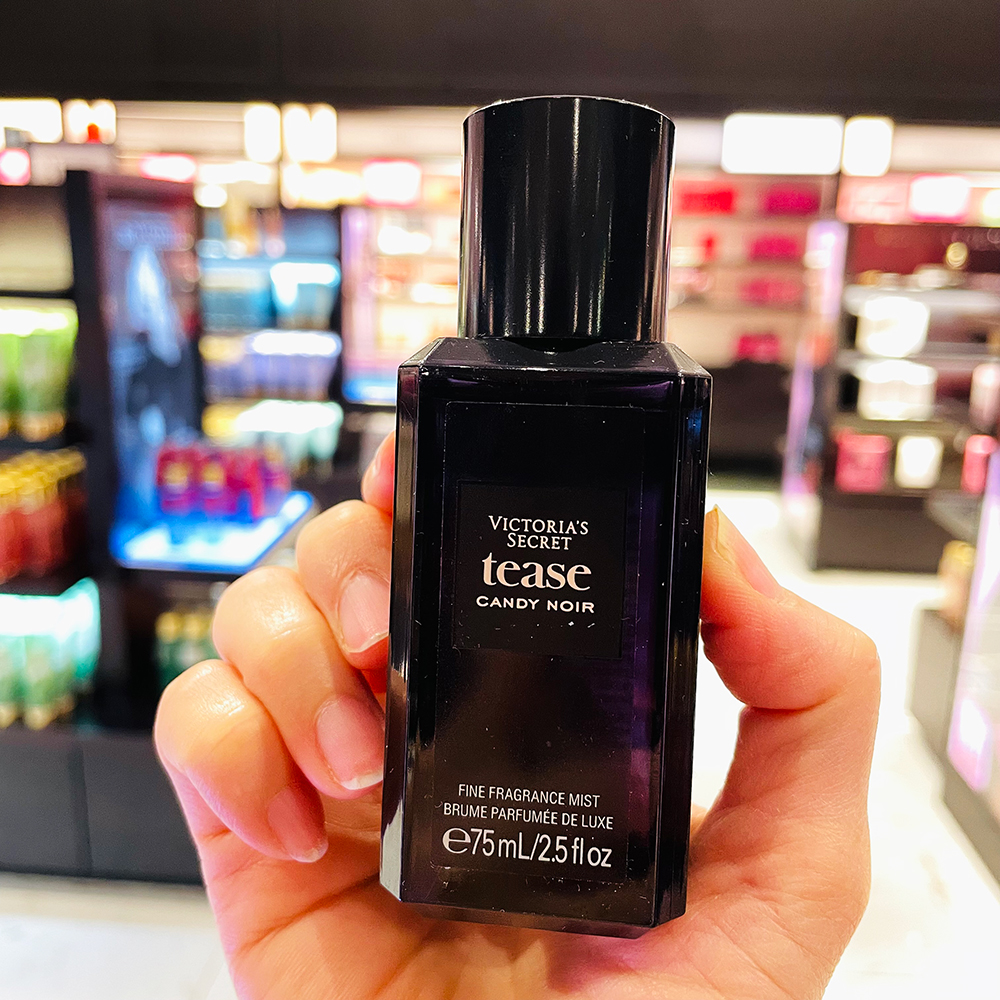 VICTORIA'S
SECRET
tease
CANDY NOIR
FINE FRAGRANCE MIST
BRUME PARFUMÉE DE LUXE
℮75 mL/2.5 fl oz